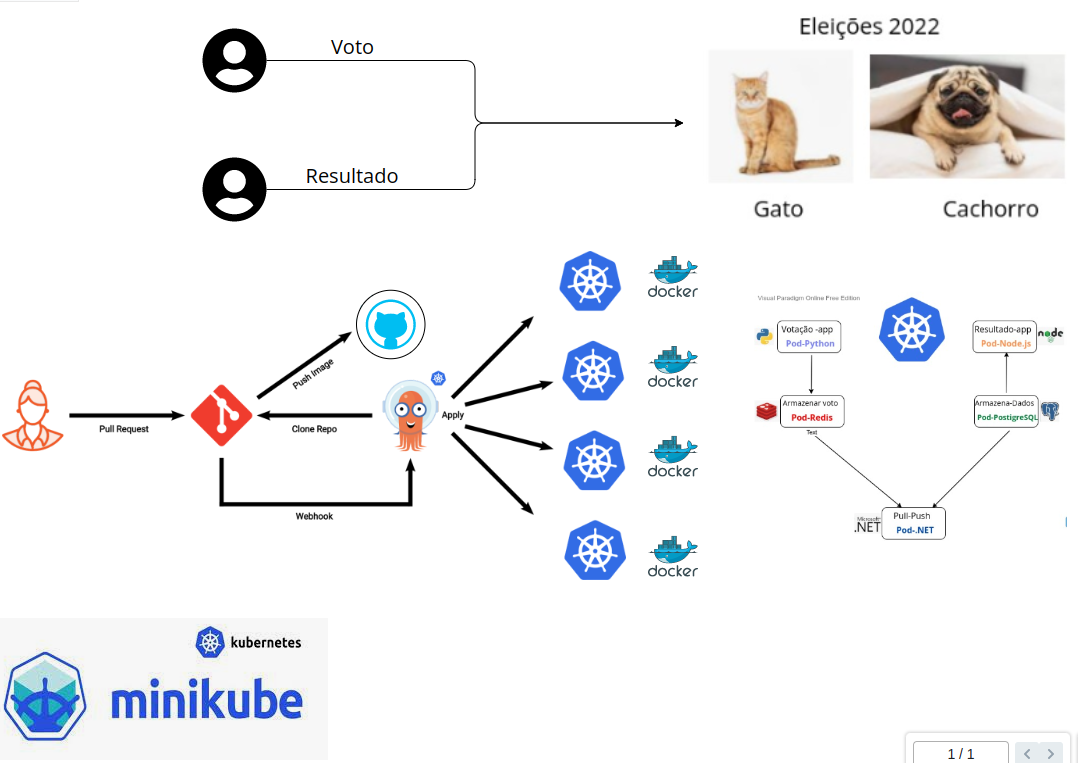 Voto
Resultado
Eleições 2022
Gato
Cachorro
Pull Request
Push Image
Clone Repo
Webhook
Apply
docker
docker
docker
docker
Visual Paradigm Online Free Edition
Votação -app
Pod-Python
Armazenar voto
Pod-Redis
Text
Resultado-app
Pod-Node.js
node
Armazena-Dados
Pod-PostigreSQL
Microsoft
.NET
Pull-Push
Pod-.NET
kubernetes
minikube
1 / 1